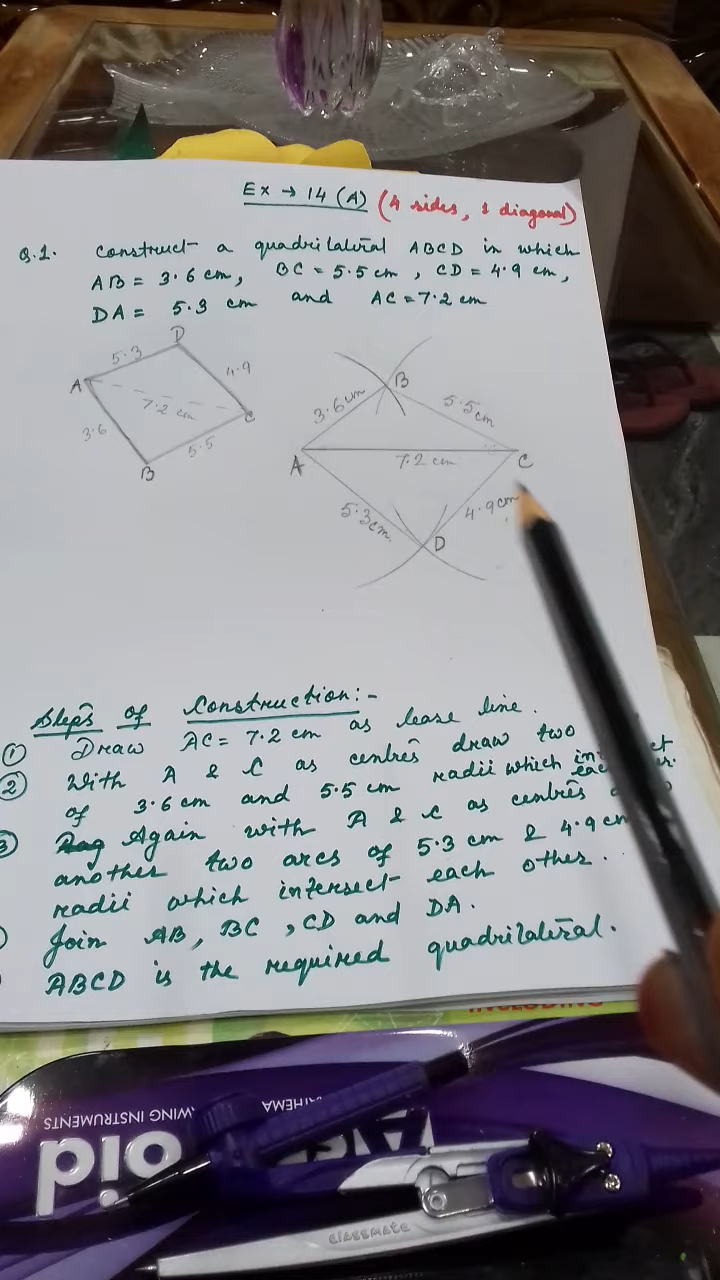 Ex → 14 (A) (4 sides, 1 diagonal)
Q.1. Construct a quadrilateral ABCD in which
AB = 3.6 cm, BC = 5.5 cm, CD = 4.9 cm,
DA = 5.3 cm and AC = 7.2 cm
D
5.3
4.9
A
7.2 cm
C
3.6
5.5
B
B
3.6 cm
5.5 cm
A
7.2 cm
C
5.3 cm
4.9 cm
D
Steps of Construction:-
① Draw AC = 7.2 cm as base line.
② With A & C as centres draw two
of 3.6 cm and 5.5 cm radii which
each
Again with A & C as centres
another two arcs of 5.3 cm & 4.9 cm
radii which intersect each other.
Join AB, BC, CD and DA.
ABCD is the required quadrilateral.
INCLUDING
WING INSTRUMENTS
classmate